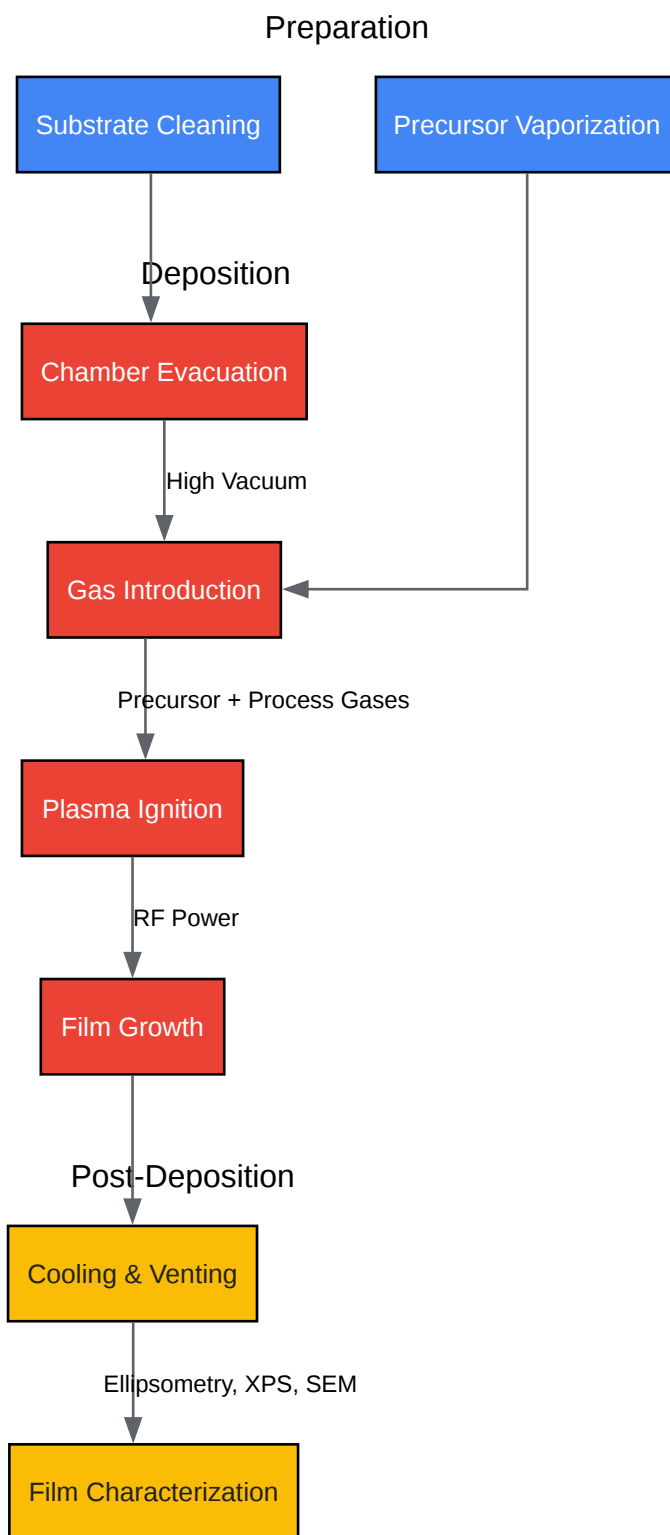 Preparation
Substrate Cleaning
Precursor Vaporization
Deposition
Chamber Evacuation
High Vacuum
Gas Introduction
Precursor + Process Gases
Plasma Ignition
RF Power
Film Growth
Post-Deposition
Cooling & Venting
Ellipsometry, XPS, SEM
Film Characterization